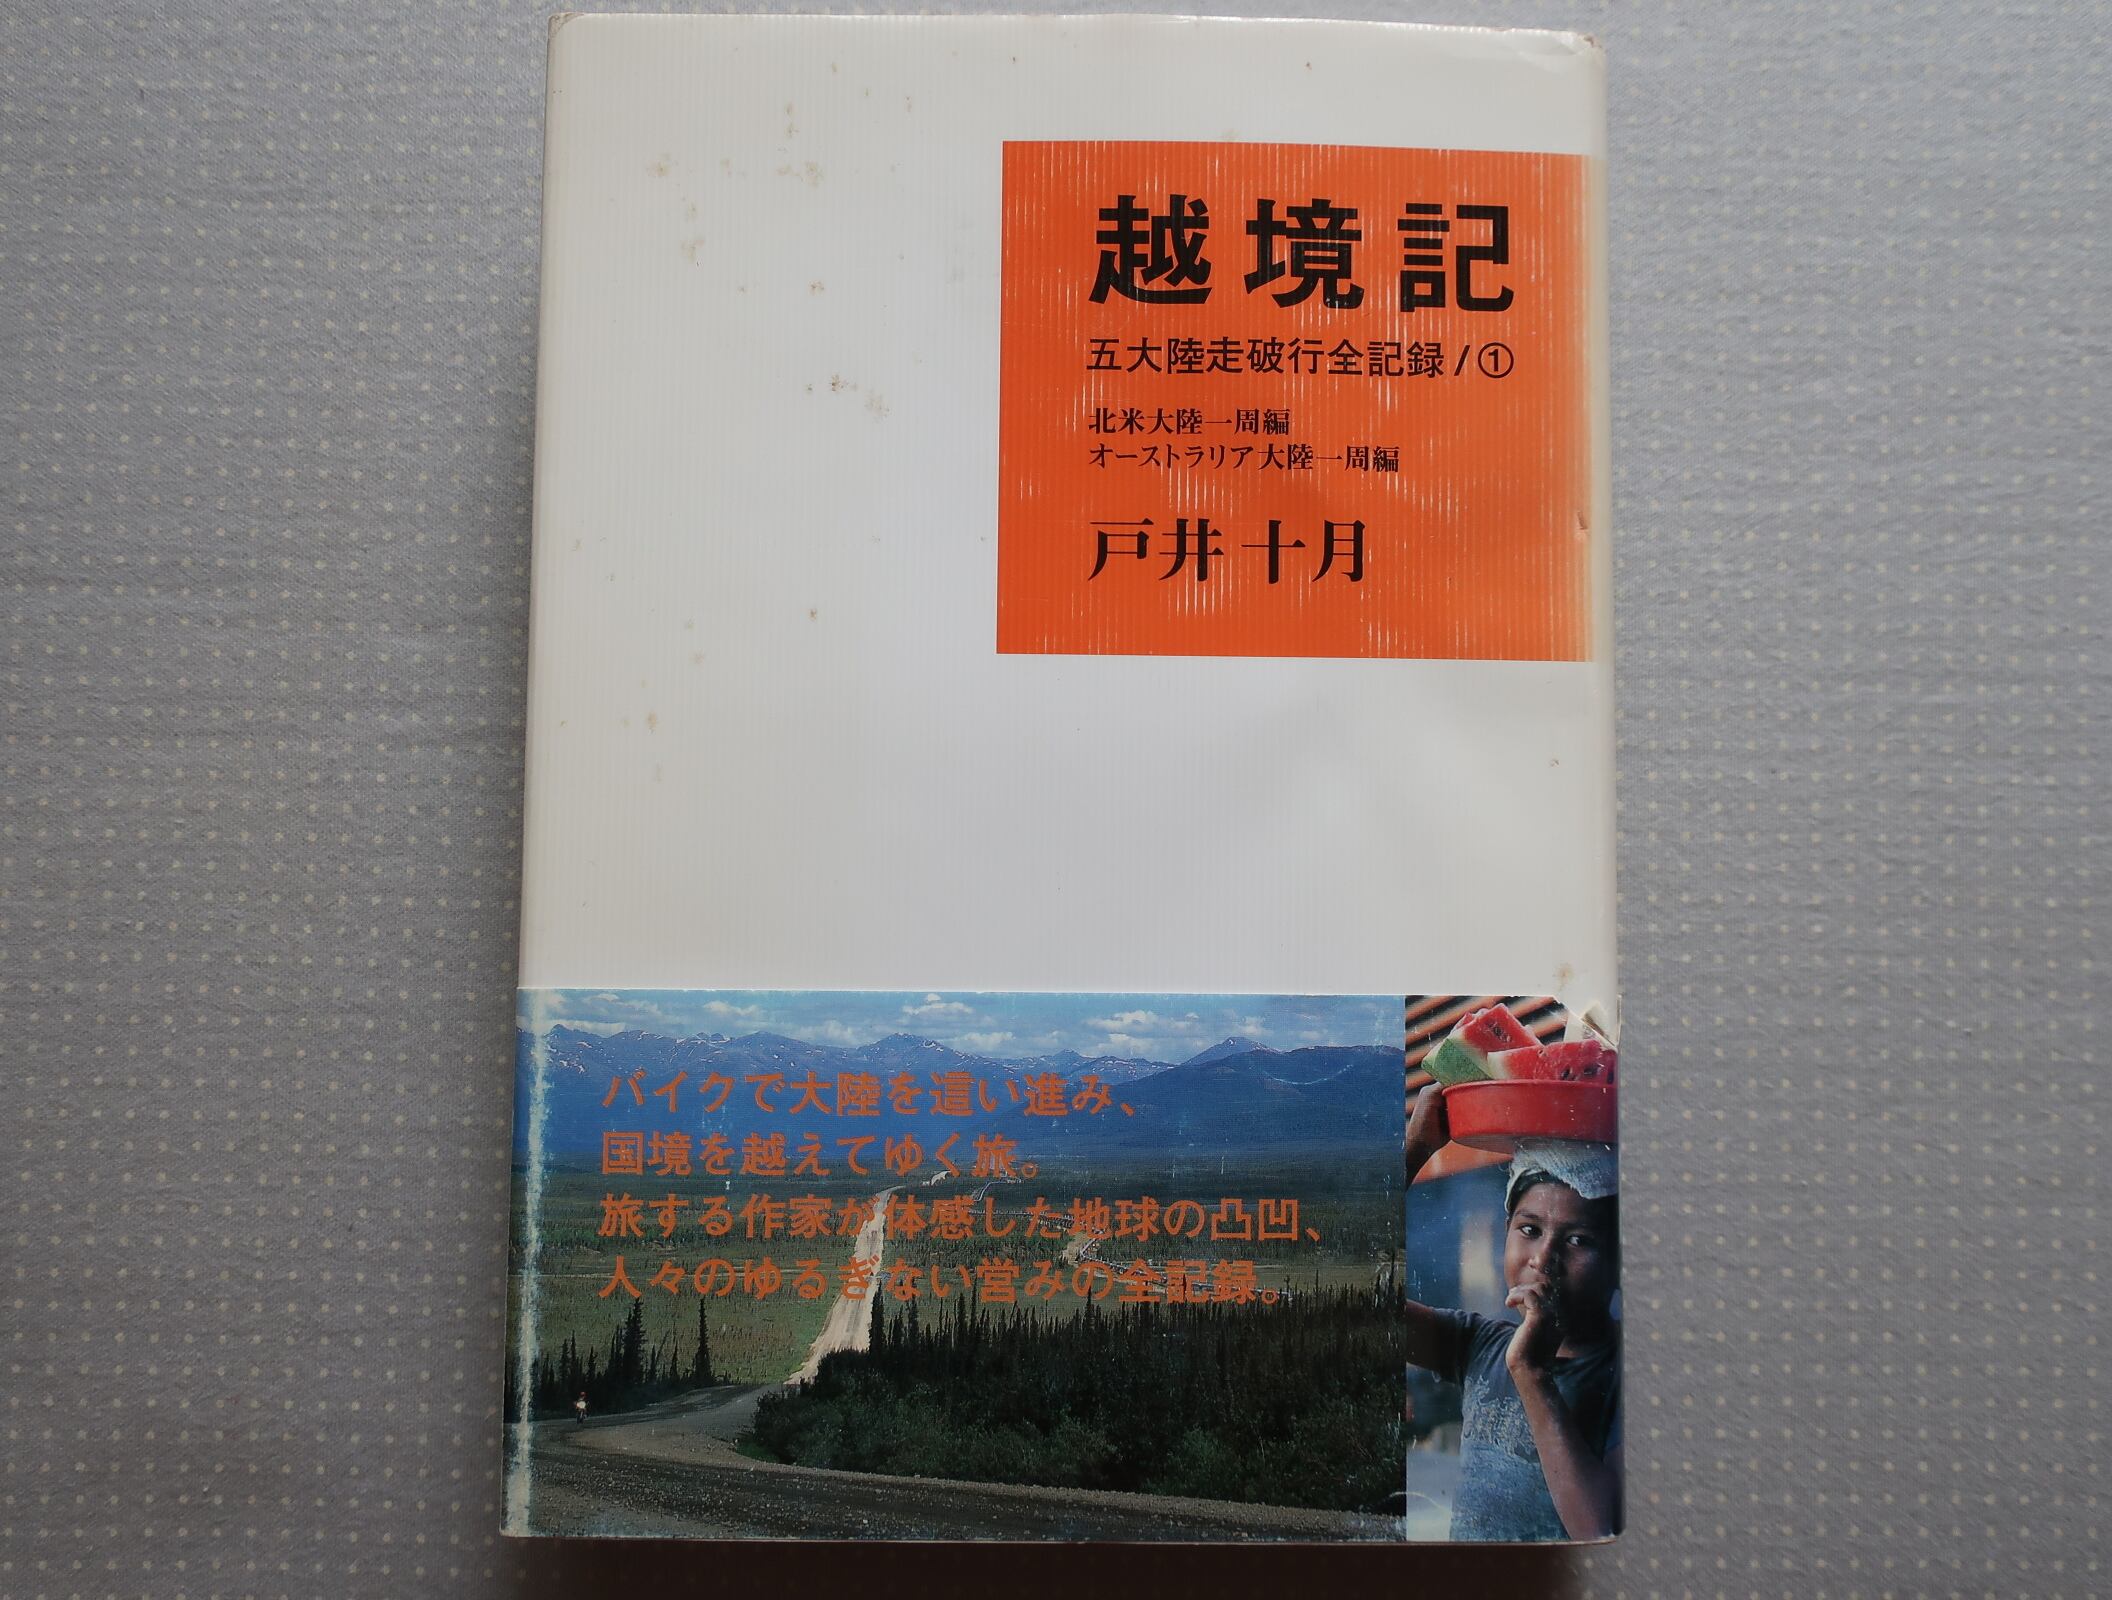 越境記
五大陸走破行全記録/①
北米大陸一周編
オーストラリア大陸一周編
戸井十月
バイクで大陸を這い進み、
国境を越えてゆく旅。
旅する作家が体感した地球の凸凹、
人々のゆるぎない営みの全記録。